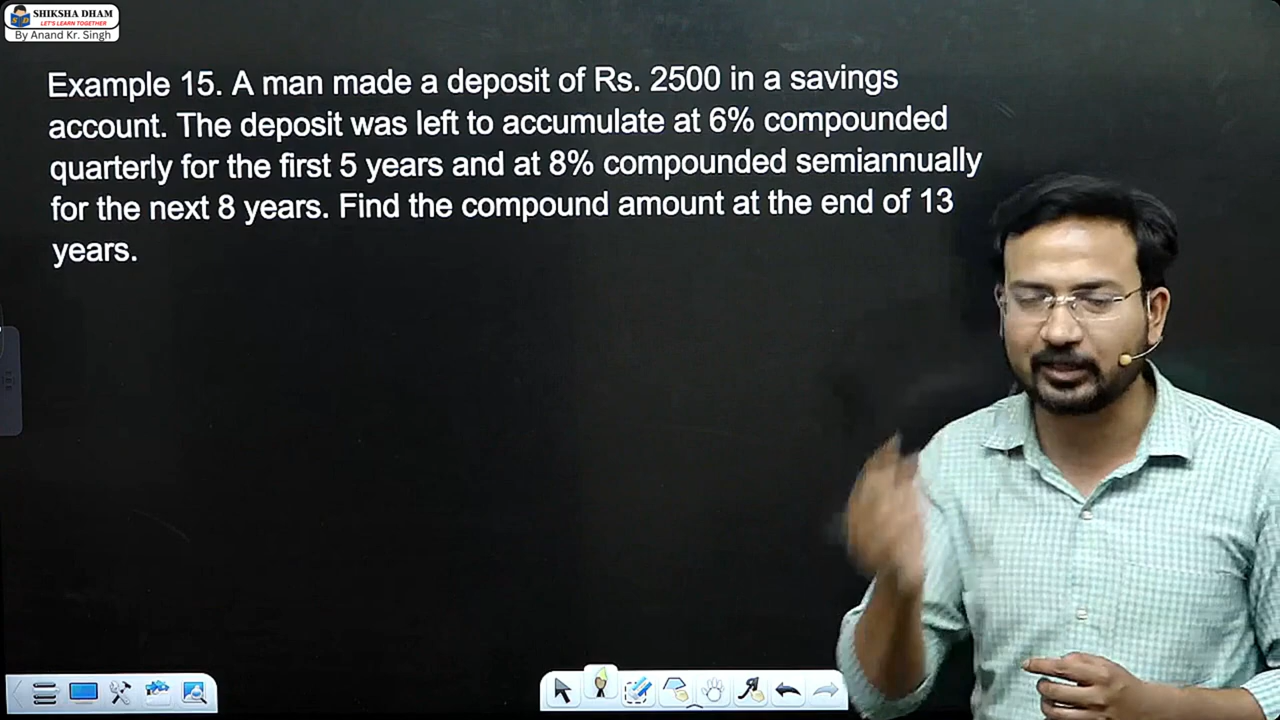 SHIKSHA DHAM
LET'S LEARN TOGETHER
By Anand Kr. Singh
Example 15. A man made a deposit of Rs. 2500 in a savings
account. The deposit was left to accumulate at 6% compounded
quarterly for the first 5 years and at 8% compounded semiannually
for the next 8 years. Find the compound amount at the end of 13
years.